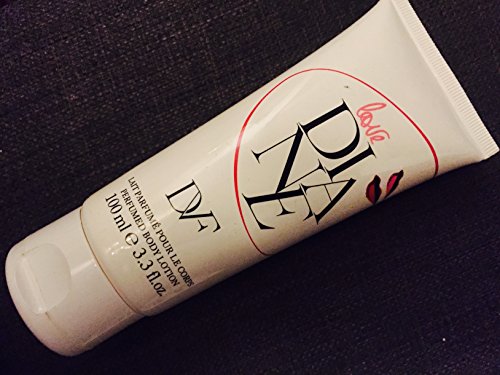 love
DIA
NE
DVF
LAIT PARFUMÉ POUR LE CORPS
PERFUMED BODY LOTION
100 ml e 3.3 fl.oz.